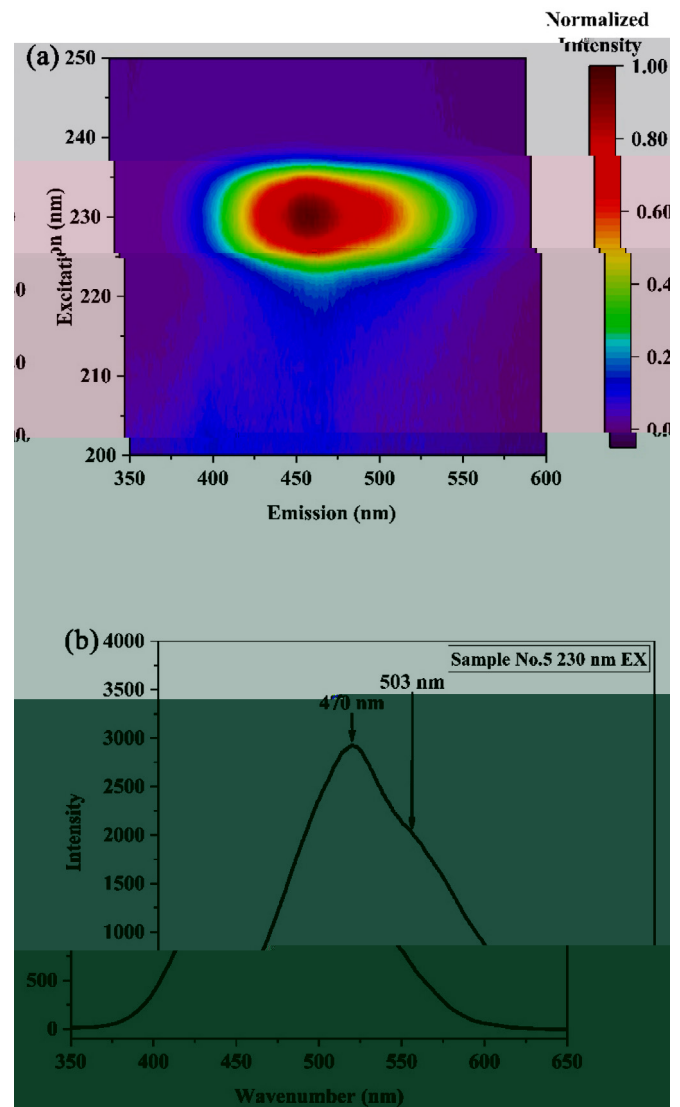 Normalized
Intensity
(a)
250
240
230
220
210
200
Excitation (nm)
350 400 450 500 550 600
Emission (nm)
1.00
0.80
0.60
0.4
0.2
0.0
(b)
Sample No.5 230 nm EX
503 nm
470 nm
4000
3500
3000
2500
2000
1500
1000
500
0
Intensity
350 400 450 500 550 600 650
Wavenumber (nm)